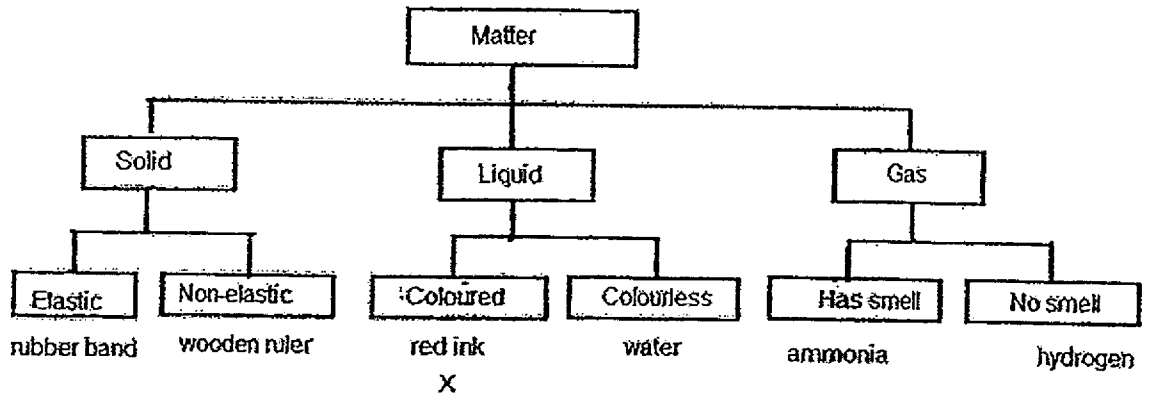 Matter
Solid
Liquid
Gas
Elastic
Non-elastic
Coloured
Colourless
Has smell
No smell
rubber band
wooden ruler
red ink
water
ammonia
hydrogen
X